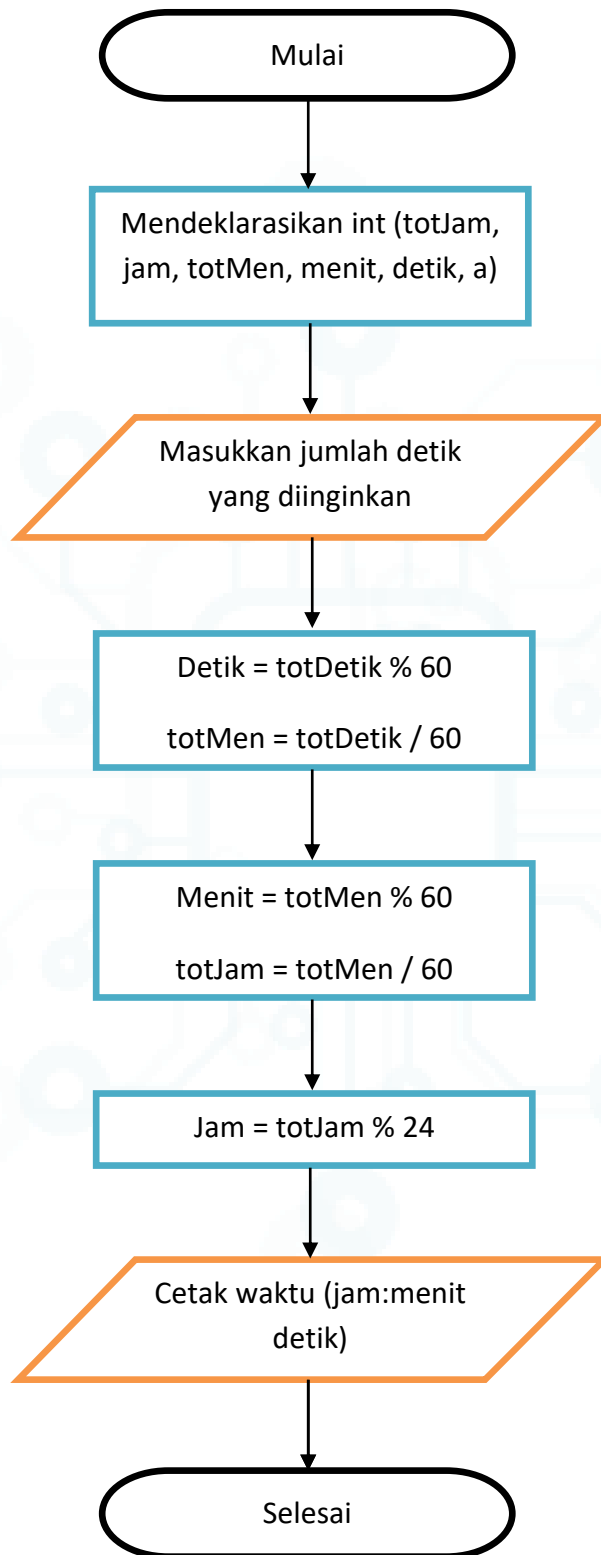 Mulai
Mendeklarasikan int (totJam,
jam, totMen, menit, detik, a)
Masukkan jumlah detik
yang diinginkan
Detik = totDetik % 60
totMen = totDetik / 60
Menit = totMen % 60
totJam = totMen / 60
Jam = totJam % 24
Cetak waktu (jam:menit
detik)
Selesai